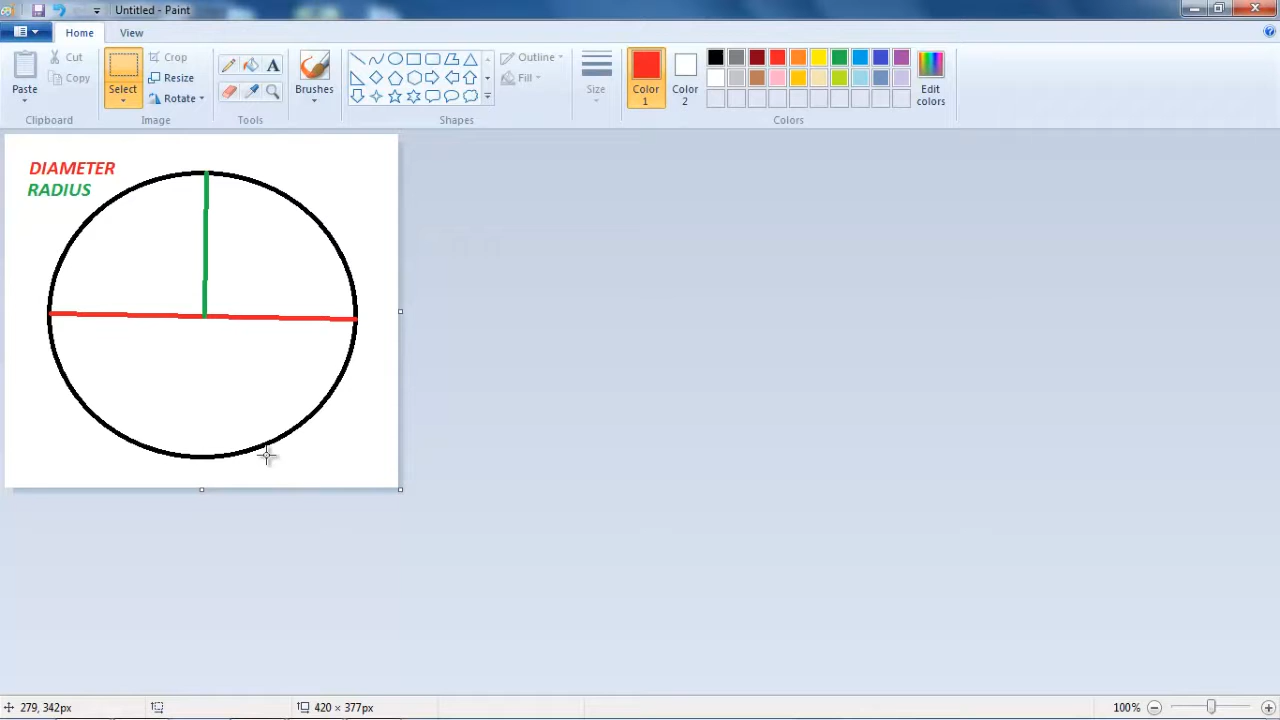 Untitled - Paint
Home
View
Paste
Cut
Copy
Clipboard
Select
Crop
Resize
Rotate
Image
A
Tools
Brushes
Outline
Fill
Shapes
Size
Color 1
Color 2
Edit colors
Colors
DIAMETER
RADIUS
279, 342px
420 × 377px
100%